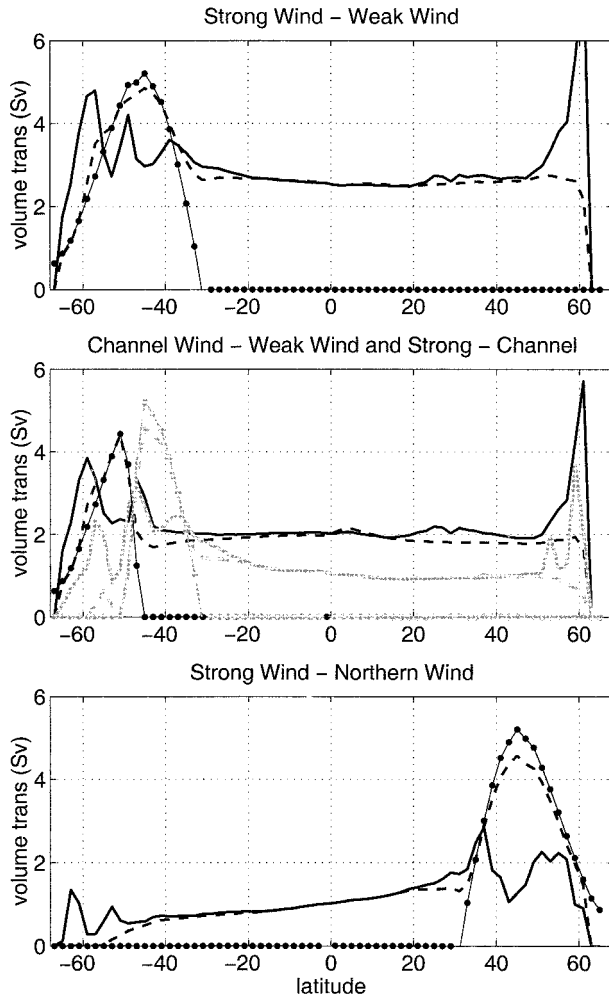 Strong Wind – Weak Wind
6
4
2
0
volume trans (Sv)
−60 −40 −20 0 20 40 60
Channel Wind – Weak Wind and Strong – Channel
6
4
2
0
volume trans (Sv)
−60 −40 −20 0 20 40 60
Strong Wind – Northern Wind
6
4
2
0
volume trans (Sv)
−60 −40 −20 0 20 40 60
latitude